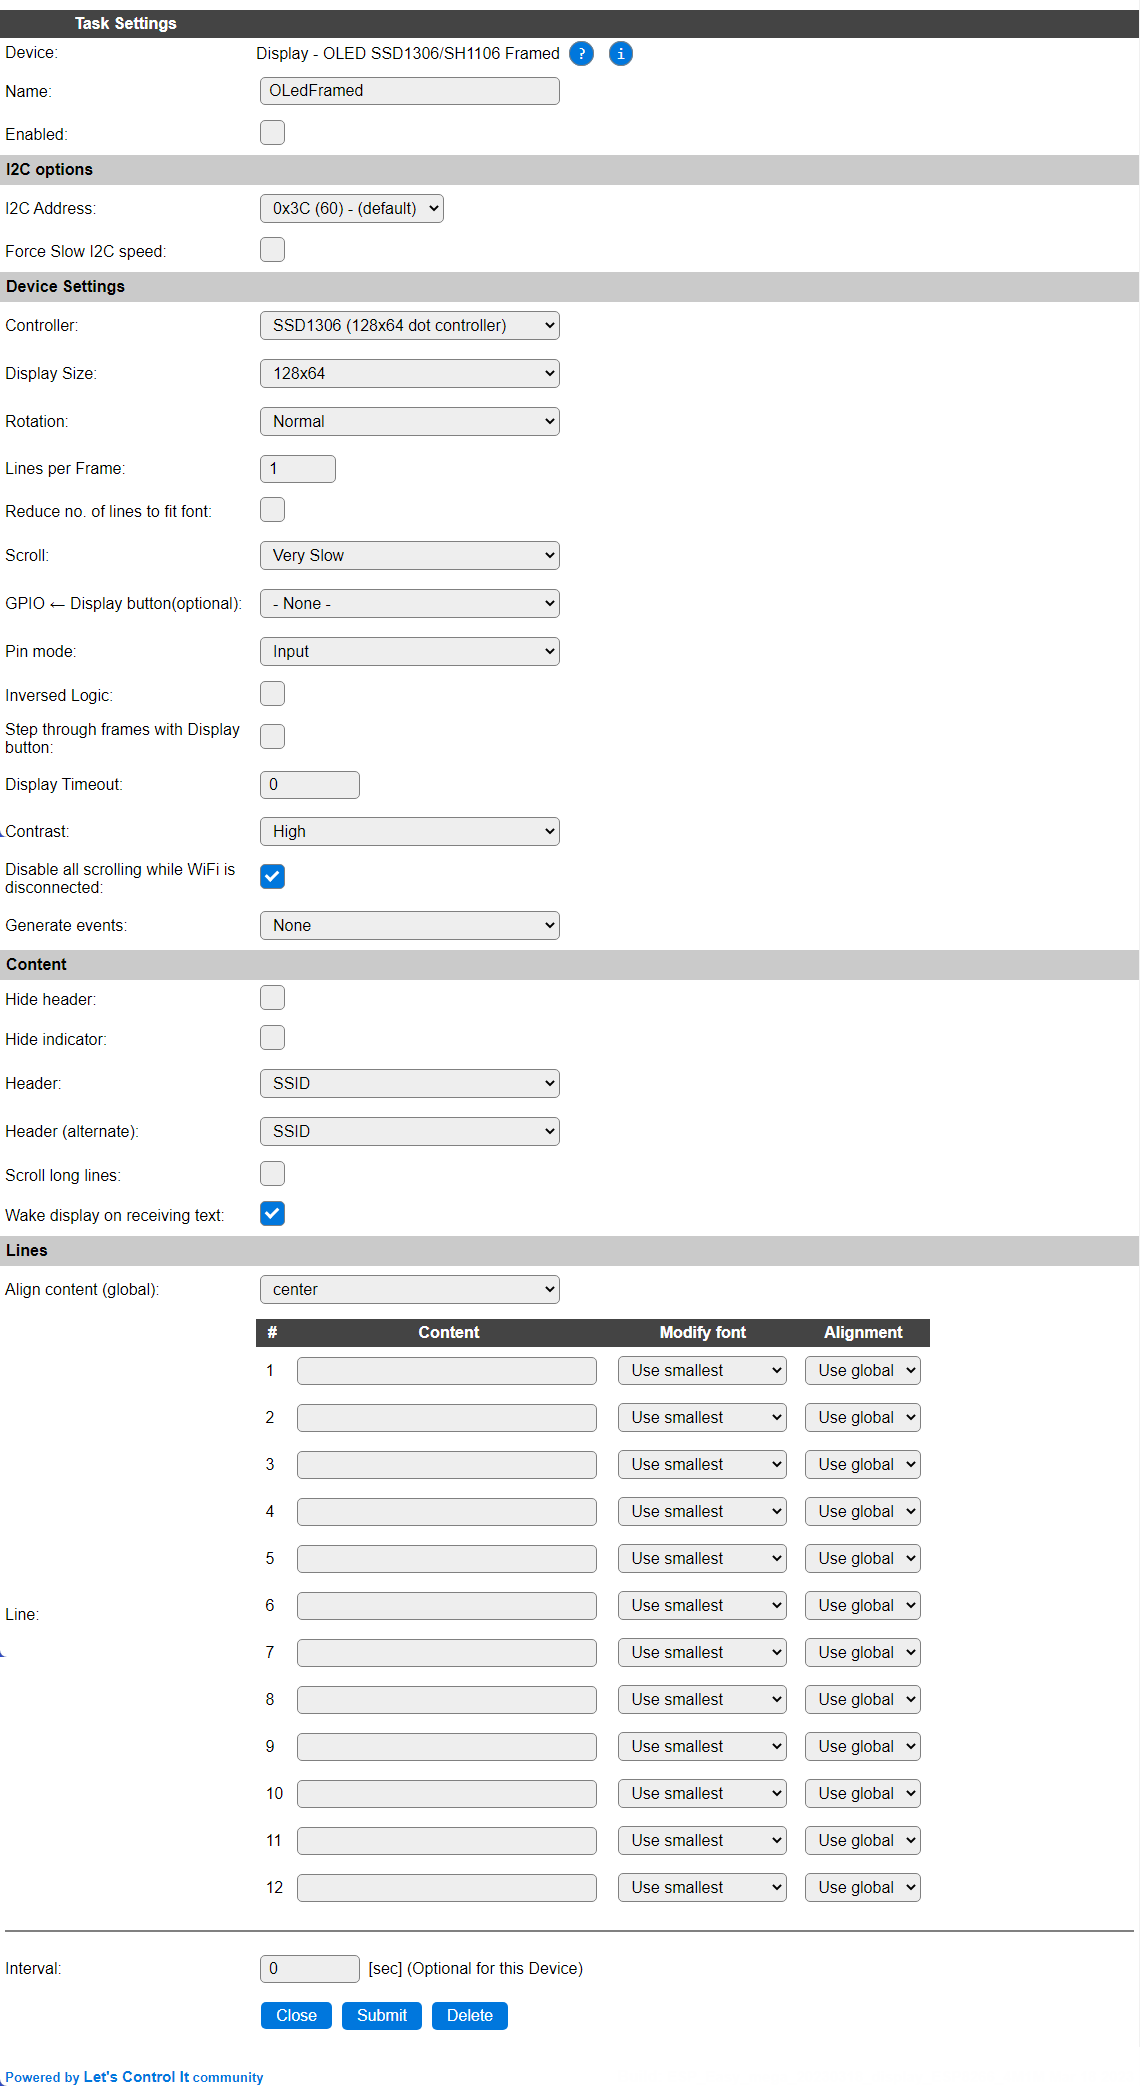 Task Settings
Device: Display - OLED SSD1306/SH1106 Framed ? i
Name: OLedFramed
Enabled:
I2C options
I2C Address: 0x3C (60) - (default)
Force Slow I2C speed:
Device Settings
Controller: SSD1306 (128x64 dot controller)
Display Size: 128x64
Rotation: Normal
Lines per Frame: 1
Reduce no. of lines to fit font:
Scroll: Very Slow
GPIO ← Display button(optional): - None -
Pin mode: Input
Inversed Logic:
Step through frames with Display
button:
Display Timeout: 0
Contrast: High
Disable all scrolling while WiFi is
disconnected:
Generate events: None
Content
Hide header:
Hide indicator:
Header: SSID
Header (alternate): SSID
Scroll long lines:
Wake display on receiving text:
Lines
Align content (global): center
# Content Modify font Alignment
1 Use smallest Use global
2 Use smallest Use global
3 Use smallest Use global
4 Use smallest Use global
5 Use smallest Use global
6 Use smallest Use global
Line:
7 Use smallest Use global
8 Use smallest Use global
9 Use smallest Use global
10 Use smallest Use global
11 Use smallest Use global
12 Use smallest Use global
Interval: 0 [sec] (Optional for this Device)
Close Submit Delete
Powered by Let's Control It community